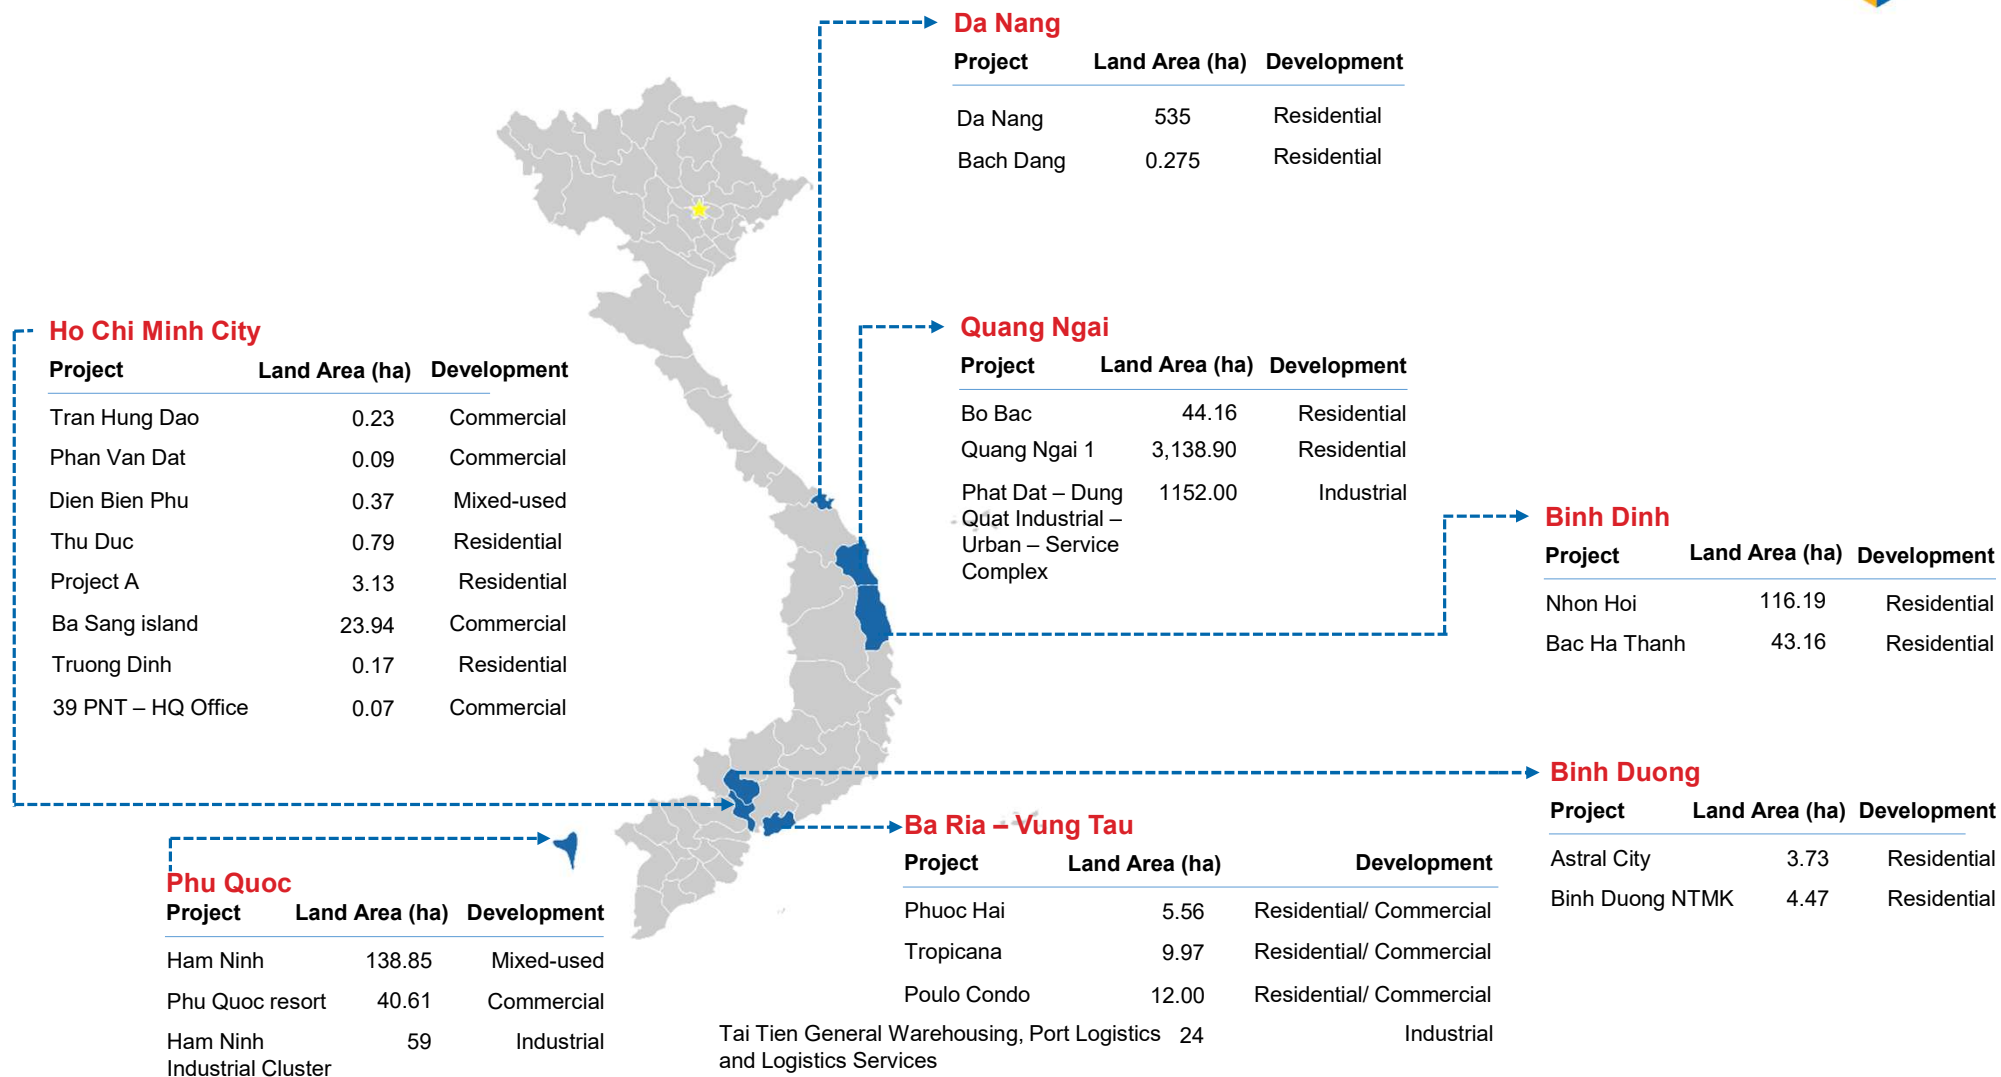 Da Nang
Project Land Area (ha) Development
Da Nang 535 Residential
Bach Dang 0.275 Residential
Ho Chi Minh City
Project Land Area (ha) Development
Tran Hung Dao 0.23 Commercial
Phan Van Dat 0.09 Commercial
Dien Bien Phu 0.37 Mixed-used
Thu Duc 0.79 Residential
Project A 3.13 Residential
Ba Sang island 23.94 Commercial
Truong Dinh 0.17 Residential
39 PNT – HQ Office 0.07 Commercial
Quang Ngai
Project Land Area (ha) Development
Bo Bac 44.16 Residential
Quang Ngai 1 3,138.90 Residential
Phat Dat – Dung 1152.00 Industrial
Quat Industrial –
Urban – Service
Complex
Binh Dinh
Project Land Area (ha) Development
Nhon Hoi 116.19 Residential
Bac Ha Thanh 43.16 Residential
Binh Duong
Project Land Area (ha) Development
Astral City 3.73 Residential
Binh Duong NTMK 4.47 Residential
Ba Ria – Vung Tau
Project Land Area (ha) Development
Phuoc Hai 5.56 Residential/ Commercial
Tropicana 9.97 Residential/ Commercial
Poulo Condo 12.00 Residential/ Commercial
Tai Tien General Warehousing, Port Logistics 24 Industrial
and Logistics Services
Phu Quoc
Project Land Area (ha) Development
Ham Ninh 138.85 Mixed-used
Phu Quoc resort 40.61 Commercial
Ham Ninh 59 Industrial
Industrial Cluster